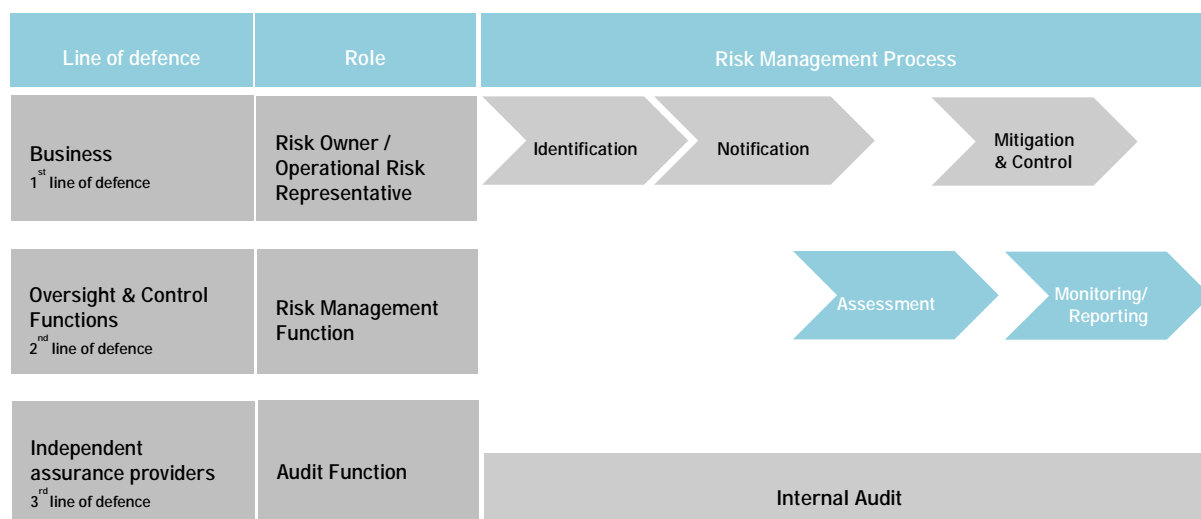 Line of defence
Role
Risk Management Process
Business
1st line of defence
Risk Owner /
Operational Risk
Representative
Identification
Notification
Mitigation
& Control
Oversight & Control
Functions
2nd line of defence
Risk Management
Function
Assessment
Monitoring/
Reporting
Independent
assurance providers
3rd line of defence
Audit Function
Internal Audit